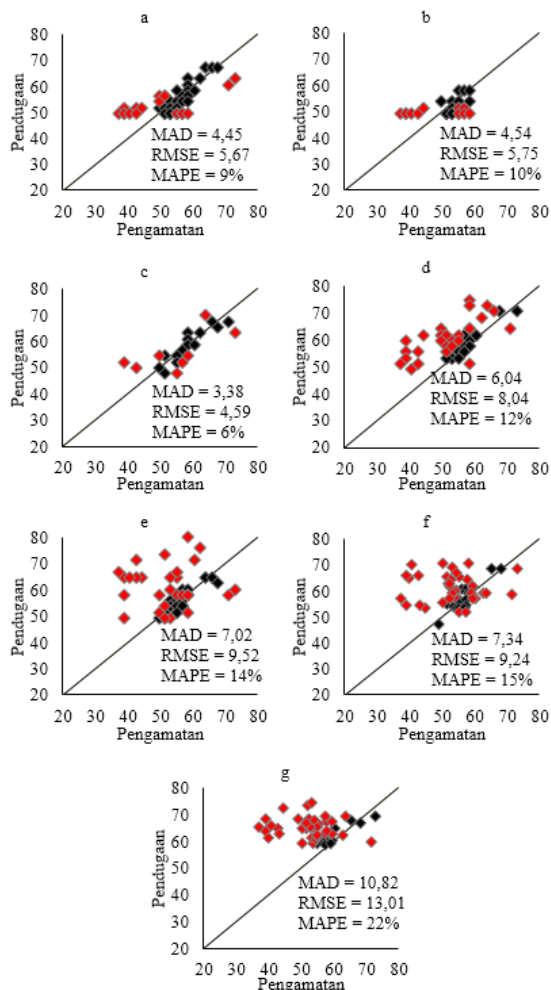 a
80
70
60
50
40
30
20
Pendugaan
MAD = 4,45
RMSE = 5,67
MAPE = 9%
20 30 40 50 60 70 80
Pengamatan
b
80
70
60
50
40
30
20
Pendugaan
MAD = 4,54
RMSE = 5,75
MAPE = 10%
20 30 40 50 60 70 80
Pengamatan
c
80
70
60
50
40
30
20
Pendugaan
MAD = 3,38
RMSE = 4,59
MAPE = 6%
20 30 40 50 60 70 80
Pengamatan
d
80
70
60
50
40
30
20
Pendugaan
MAD = 6,04
RMSE = 8,04
MAPE = 12%
20 30 40 50 60 70 80
Pengamatan
e
80
70
60
50
40
30
20
Pendugaan
MAD = 7,02
RMSE = 9,52
MAPE = 14%
20 30 40 50 60 70 80
Pengamatan
f
80
70
60
50
40
30
20
Pendugaan
MAD = 7,34
RMSE = 9,24
MAPE = 15%
20 30 40 50 60 70 80
Pengamatan
g
80
70
60
50
40
30
20
Pendugaan
MAD = 10,82
RMSE = 13,01
MAPE = 22%
20 30 40 50 60 70 80
Pengamatan